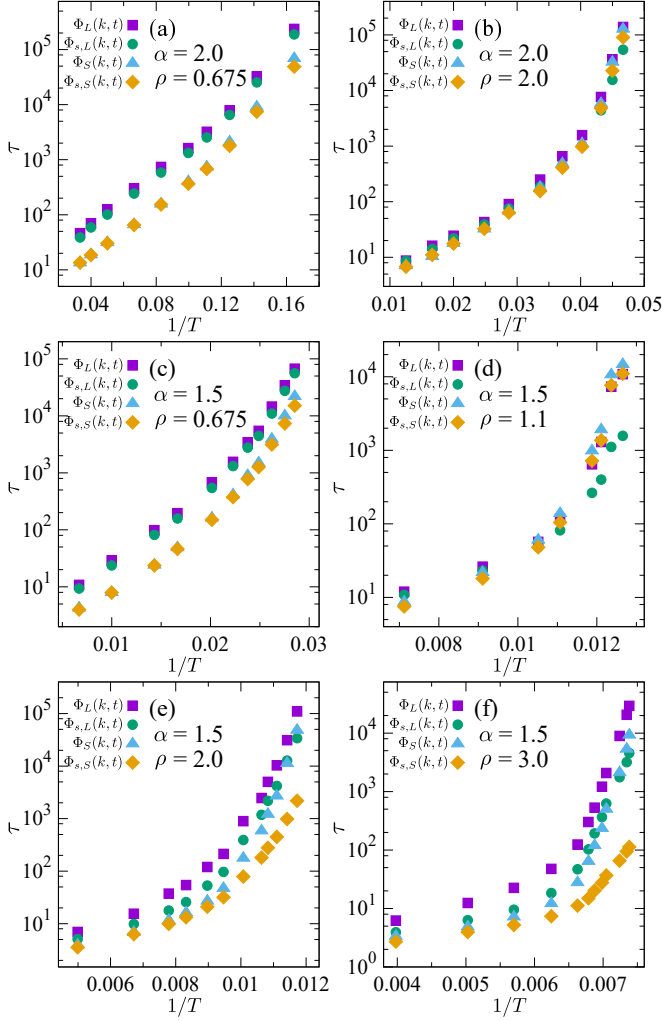 Φ_L(k,t) (a)
Φ_{s,L}(k,t) α = 2.0
Φ_S(k,t) ρ = 0.675
Φ_{s,S}(k,t)
τ
10^5
10^4
10^3
10^2
10^1
0.04 0.08 0.12 0.16
1/T
Φ_L(k,t) (b)
Φ_{s,L}(k,t) α = 2.0
Φ_S(k,t) ρ = 2.0
Φ_{s,S}(k,t)
τ
10^5
10^4
10^3
10^2
10^1
0.01 0.02 0.03 0.04 0.05
1/T
Φ_L(k,t) (c)
Φ_{s,L}(k,t) α = 1.5
Φ_S(k,t) ρ = 0.675
Φ_{s,S}(k,t)
τ
10^5
10^4
10^3
10^2
10^1
0.01 0.02 0.03
1/T
Φ_L(k,t) (d)
Φ_{s,L}(k,t) α = 1.5
Φ_S(k,t) ρ = 1.1
Φ_{s,S}(k,t)
τ
10^4
10^3
10^2
10^1
0.008 0.010 0.012
1/T
Φ_L(k,t) (e)
Φ_{s,L}(k,t) α = 1.5
Φ_S(k,t) ρ = 2.0
Φ_{s,S}(k,t)
τ
10^5
10^4
10^3
10^2
10^1
0.006 0.008 0.01 0.012
1/T
Φ_L(k,t) (f)
Φ_{s,L}(k,t) α = 1.5
Φ_S(k,t) ρ = 3.0
Φ_{s,S}(k,t)
τ
10^4
10^3
10^2
10^1
10^0
0.004 0.005 0.006 0.007
1/T